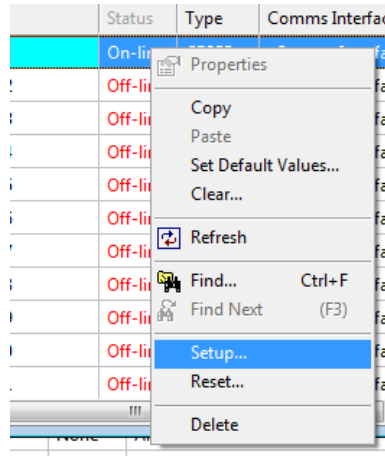 Status Type Comms Interfac
On-li
Properties
Off-li
Copy
Off-li
Paste
Off-li
Set Default Values...
Off-li
Clear...
Off-li
Refresh
Off-li
Find... Ctrl+F
Off-li
Find Next (F3)
Off-li
Off-li
Setup...
Off-li
Reset...
Delete
None